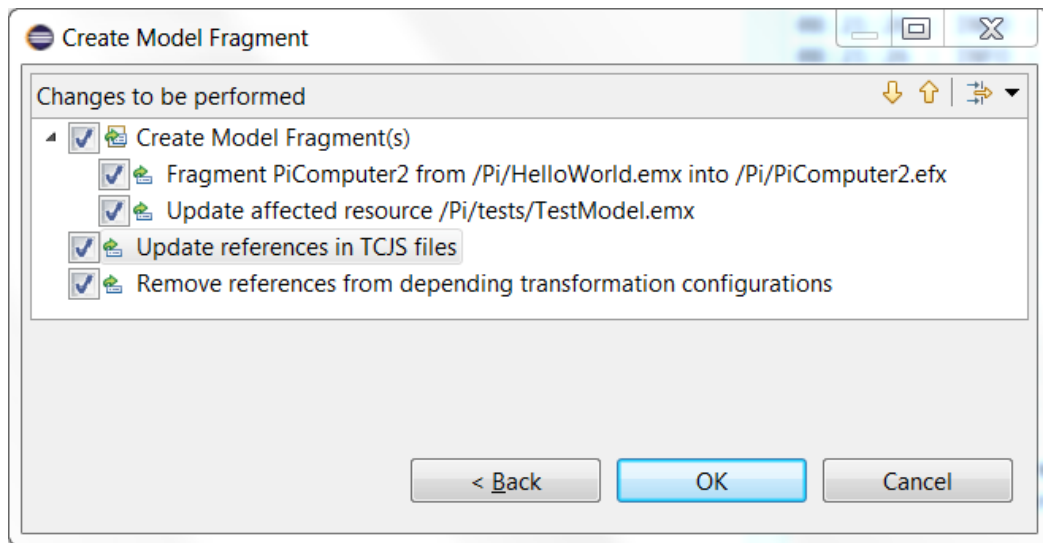 Create Model Fragment
Changes to be performed
Create Model Fragment(s)
Fragment PiComputer2 from /Pi/HelloWorld.emx into /Pi/PiComputer2.efx
Update affected resource /Pi/tests/TestModel.emx
Update references in TCJS files
Remove references from depending transformation configurations
< Back
OK
Cancel